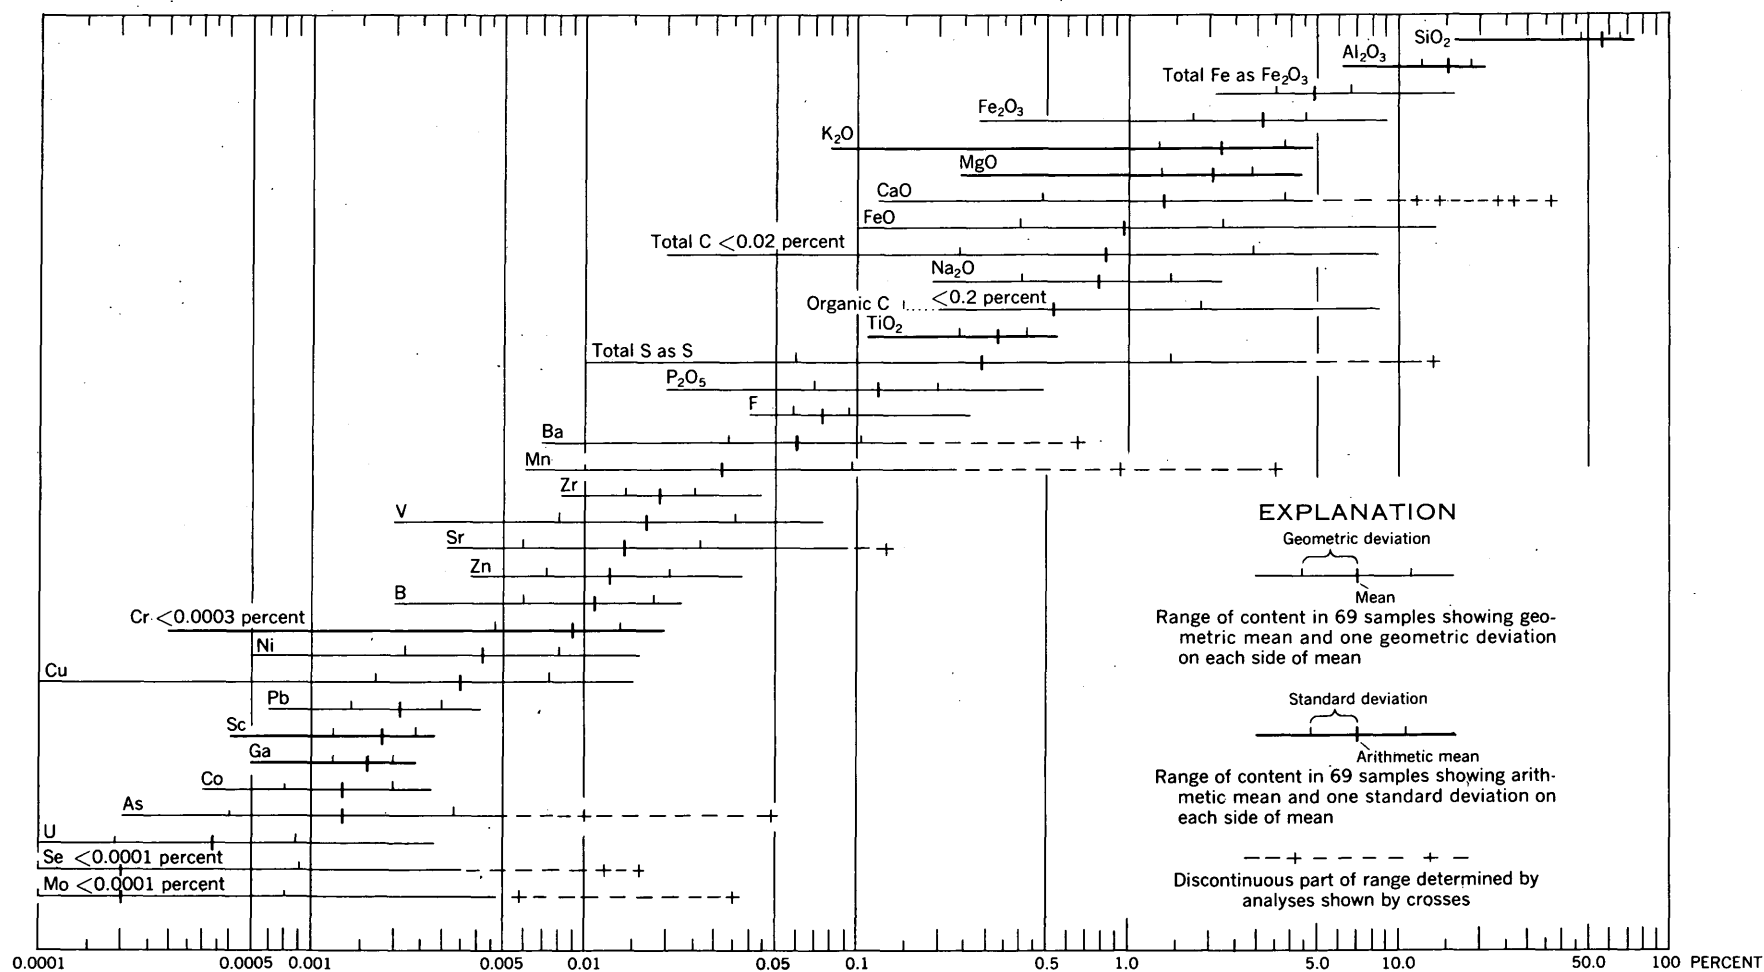 SiO₂
Al₂O₃
Total Fe as Fe₂O₃
Fe₂O₃
K₂O
MgO
CaO
FeO
Total C <0.02 percent
Na₂O
Organic C <0.2 percent
TiO₂
Total S as S
P₂O₅
F
Ba
Mn
Zr
V
Sr
Zn
B
Cr <0.0003 percent
Ni
Cu
Pb
Sc
Ga
Co
As
U
Se <0.0001 percent
Mo <0.0001 percent
EXPLANATION
Geometric deviation
Mean
Range of content in 69 samples showing geo-
metric mean and one geometric deviation
on each side of mean
Standard deviation
Arithmetic mean
Range of content in 69 samples showing arith-
metic mean and one standard deviation on
each side of mean
Discontinuous part of range determined by
analyses shown by crosses
0.0001 0.0005 0.001 0.005 0.01 0.05 0.1 0.5 1.0 5.0 10.0 50.0 100 PERCENT